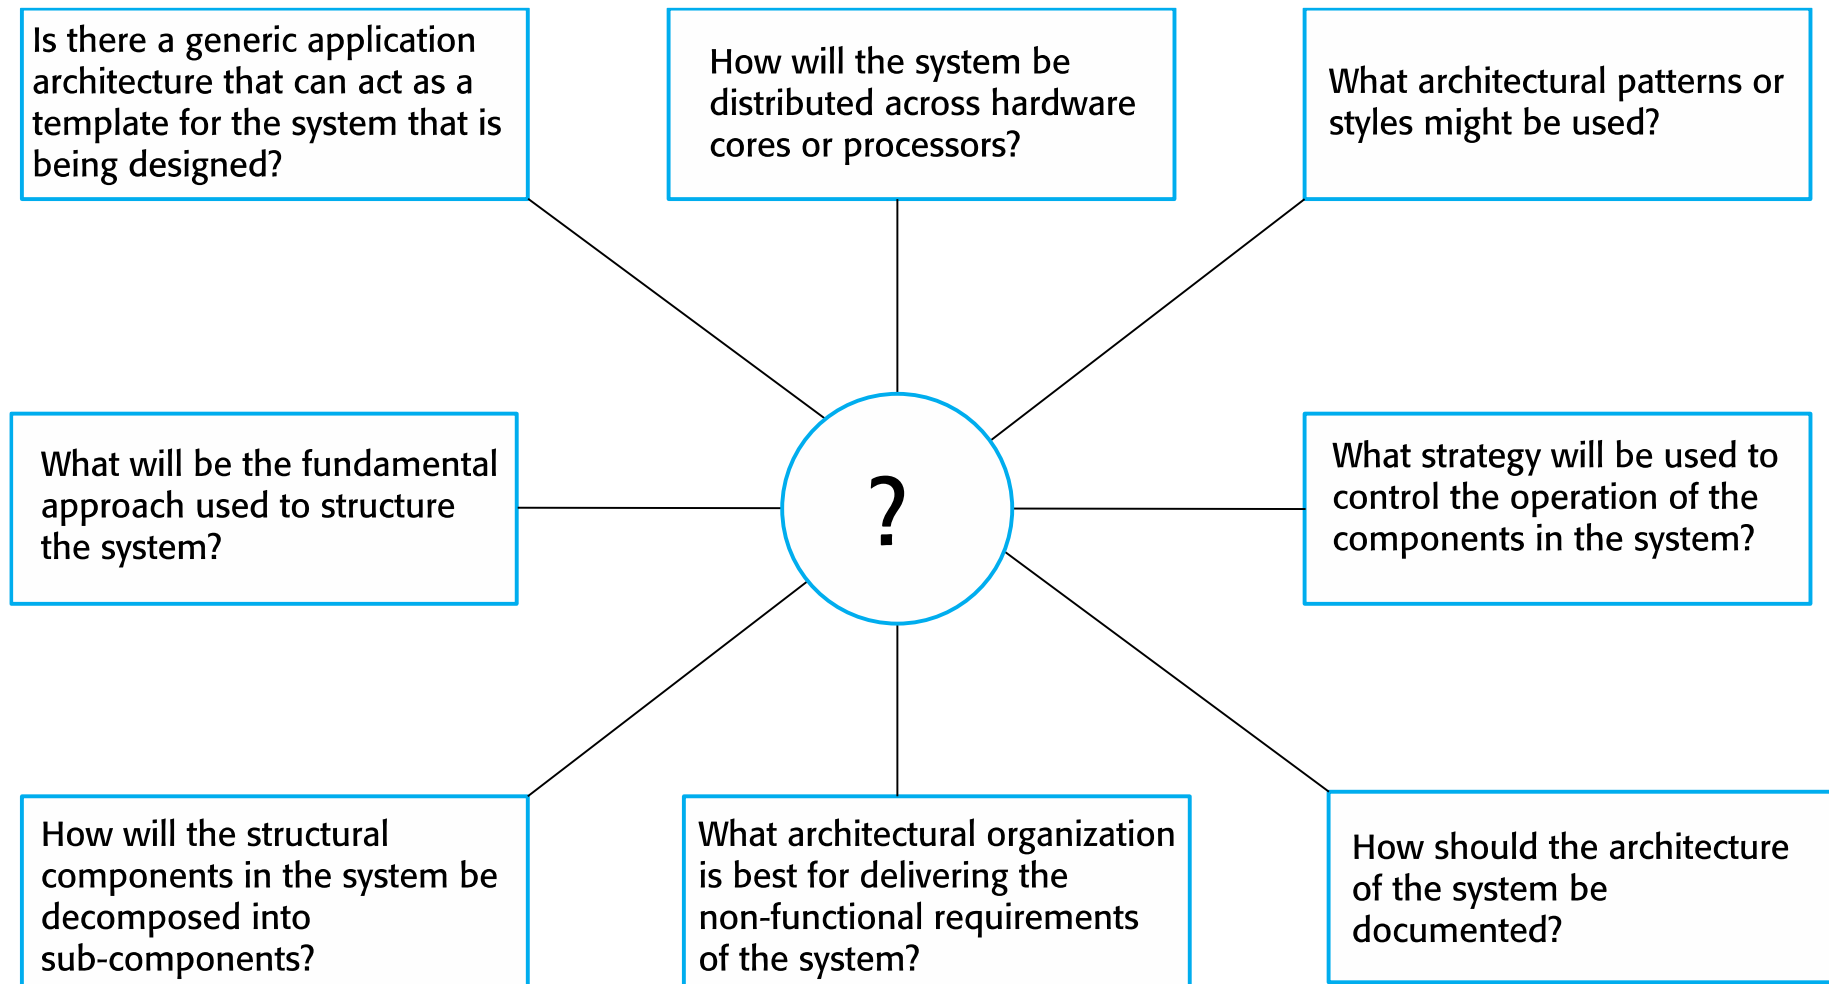 Is there a generic application
architecture that can act as a
template for the system that is
being designed?
How will the system be
distributed across hardware
cores or processors?
What architectural patterns or
styles might be used?
What will be the fundamental
approach used to structure
the system?
?
What strategy will be used to
control the operation of the
components in the system?
How will the structural
components in the system be
decomposed into
sub-components?
What architectural organization
is best for delivering the
non-functional requirements
of the system?
How should the architecture
of the system be
documented?